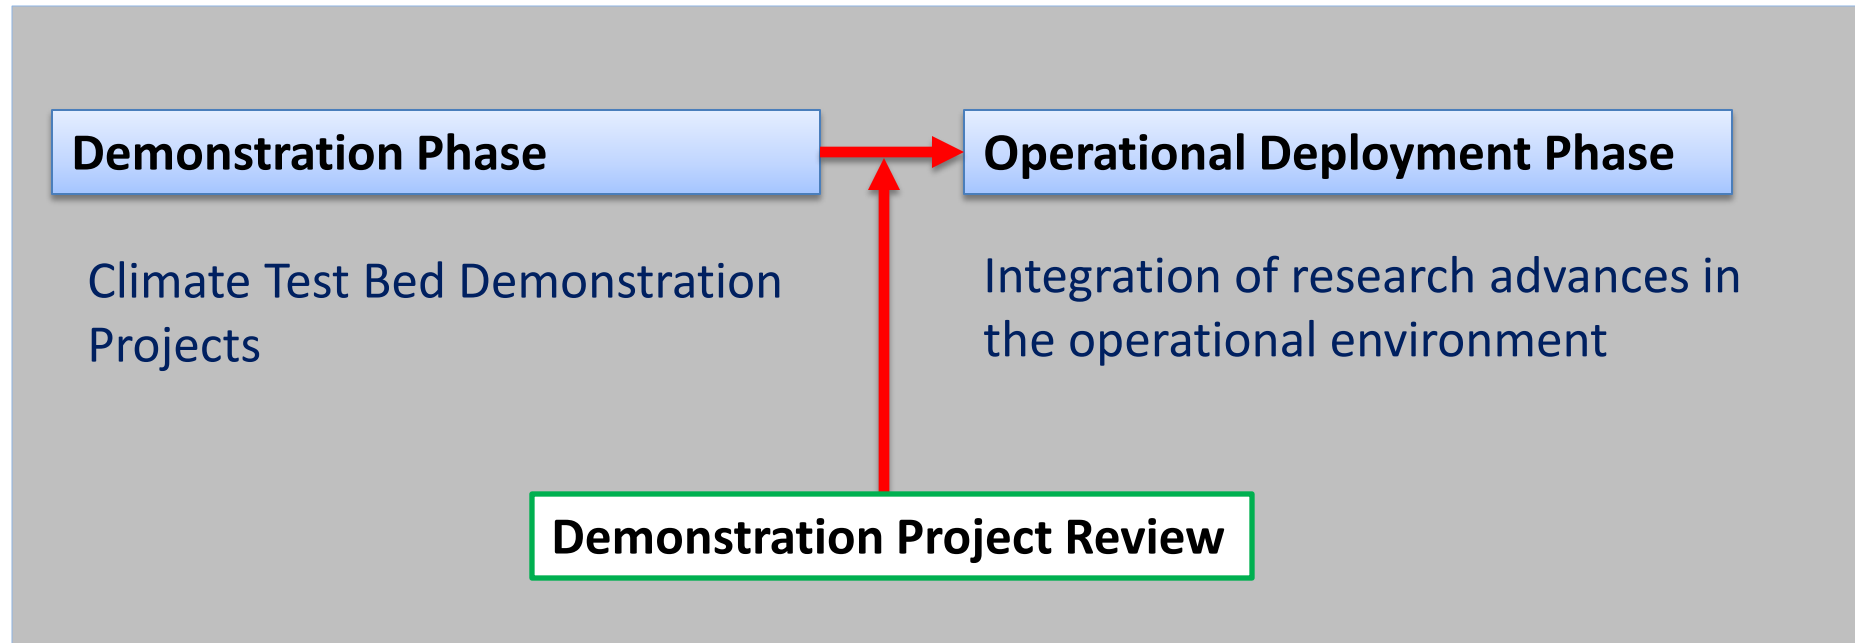 Demonstration Phase
Operational Deployment Phase
Climate Test Bed Demonstration
Projects
Integration of research advances in
the operational environment
Demonstration Project Review